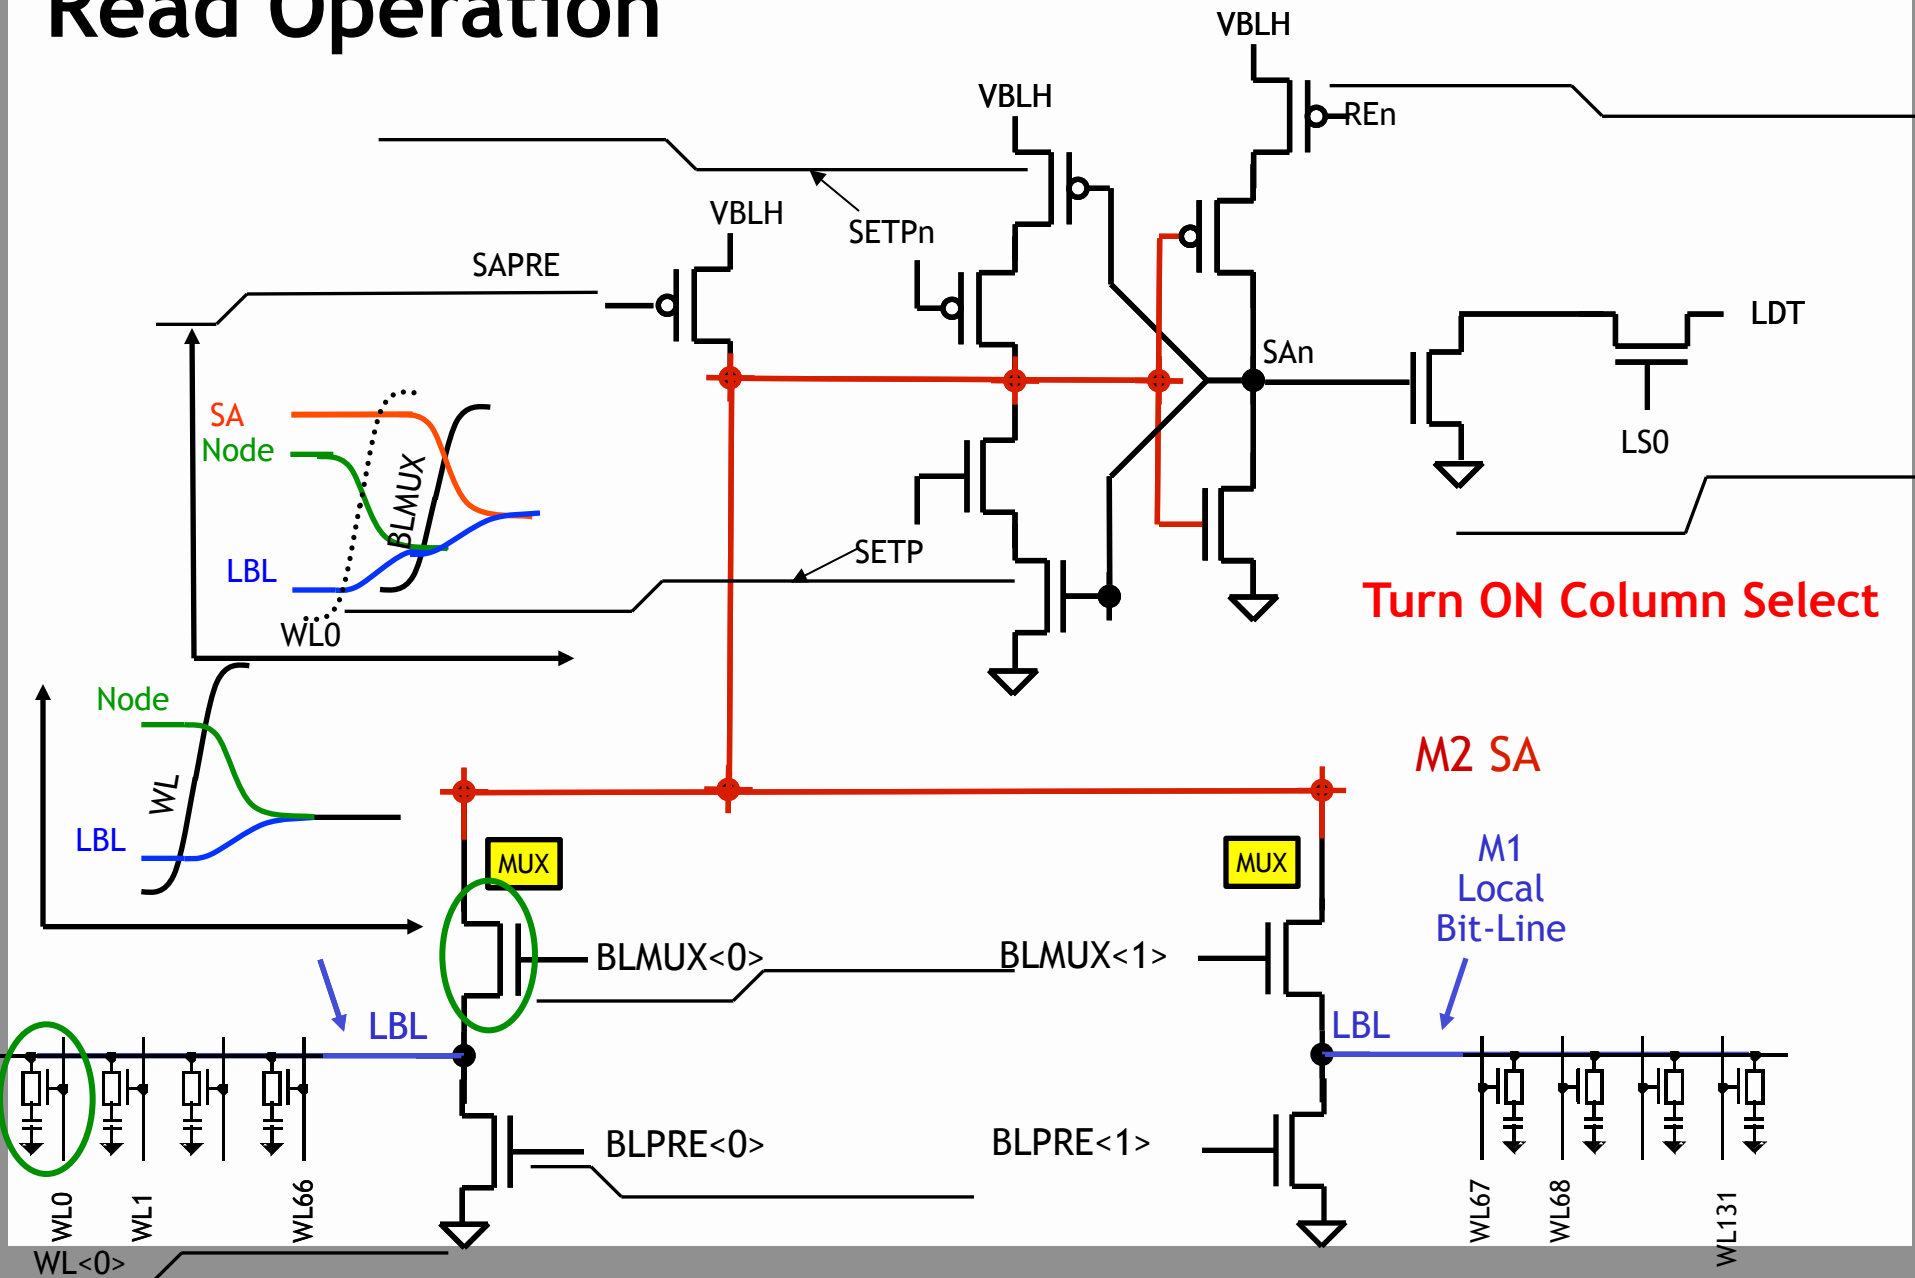 Read Operation
VBLH
VBLH
REn
VBLH
SETPn
SAPRE
LDT
SAn
SA
Node
BLMUX
LS0
SETP
LBL
WL0
Turn ON Column Select
Node
WL
M2 SA
LBL
MUX
MUX
M1
Local
Bit-Line
BLMUX<0>
BLMUX<1>
LBL
LBL
BLPRE<0>
BLPRE<1>
WL0
WL1
WL66
WL67
WL68
WL131
WL<0>